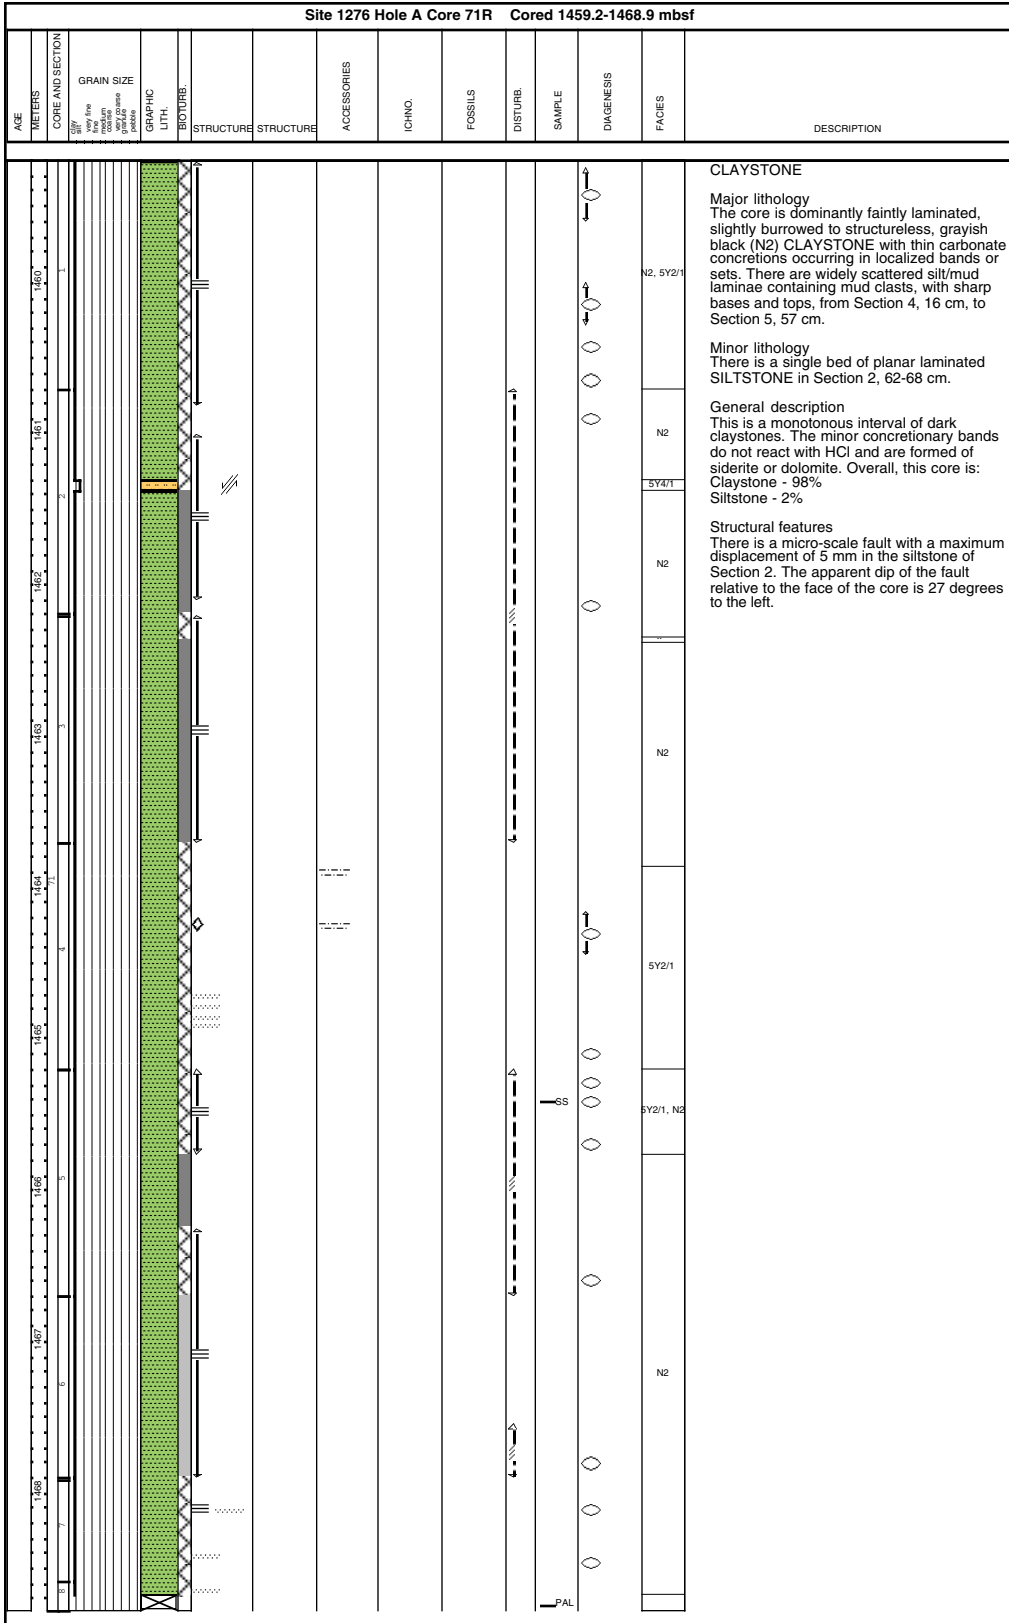 Site 1276 Hole A Core 71R Cored 1459.2-1468.9 mbsf
AGE
METERS
CORE AND SECTION
GRAIN SIZE
clay
silt
very fine
fine
medium
coarse
very coarse
granule
pebble
GRAPHIC
LITH.
BIOTURB.
STRUCTURE
STRUCTURE
ACCESSORIES
ICHNO.
FOSSILS
DISTURB.
SAMPLE
DIAGENESIS
FACIES
DESCRIPTION
CLAYSTONE
Major lithology
The core is dominantly faintly laminated,
slightly burrowed to structureless, grayish
black (N2) CLAYSTONE with thin carbonate
concretions occurring in localized bands or
sets. There are widely scattered silt/mud
laminae containing mud clasts, with sharp
bases and tops, from Section 4, 16 cm, to
Section 5, 57 cm.
Minor lithology
There is a single bed of planar laminated
SILTSTONE in Section 2, 62-68 cm.
General description
This is a monotonous interval of dark
claystones. The minor concretionary bands
do not react with HCl and are formed of
siderite or dolomite. Overall, this core is:
Claystone - 98%
Siltstone - 2%
Structural features
There is a micro-scale fault with a maximum
displacement of 5 mm in the siltstone of
Section 2. The apparent dip of the fault
relative to the face of the core is 27 degrees
to the left.
1460
1461
1462
1463
1464
1465
1466
1467
1468
71
1
2
3
4
5
6
7
8
SS
PAL
N2, 5Y2/1
N2
5Y4/1
N2
N2
5Y2/1
5Y2/1, N2
N2